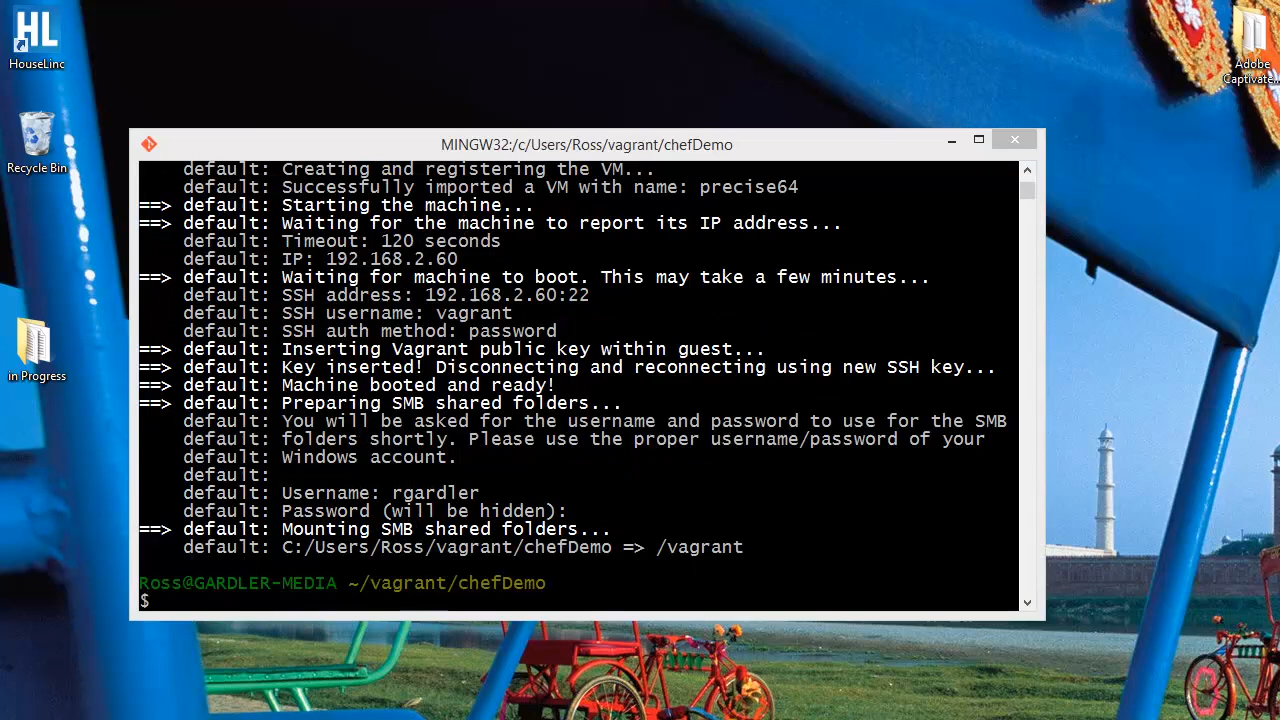 HL
HouseLinc
Adobe
Captivate...
Recycle Bin
in Progress
MINGW32:/c/Users/Ross/vagrant/chefDemo
default: Creating and registering the VM...
default: Successfully imported a VM with name: precise64
==> default: Starting the machine...
==> default: Waiting for the machine to report its IP address...
default: Timeout: 120 seconds
default: IP: 192.168.2.60
==> default: Waiting for machine to boot. This may take a few minutes...
default: SSH address: 192.168.2.60:22
default: SSH username: vagrant
default: SSH auth method: password
==> default: Inserting Vagrant public key within guest...
==> default: Key inserted! Disconnecting and reconnecting using new SSH key...
==> default: Machine booted and ready!
==> default: Preparing SMB shared folders...
default: You will be asked for the username and password to use for the SMB
default: folders shortly. Please use the proper username/password of your
default: Windows account.
default:
default: Username: rgardler
default: Password (will be hidden):
==> default: Mounting SMB shared folders...
default: C:/Users/Ross/vagrant/chefDemo => /vagrant
Ross@GARDLER-MEDIA ~/vagrant/chefDemo
$